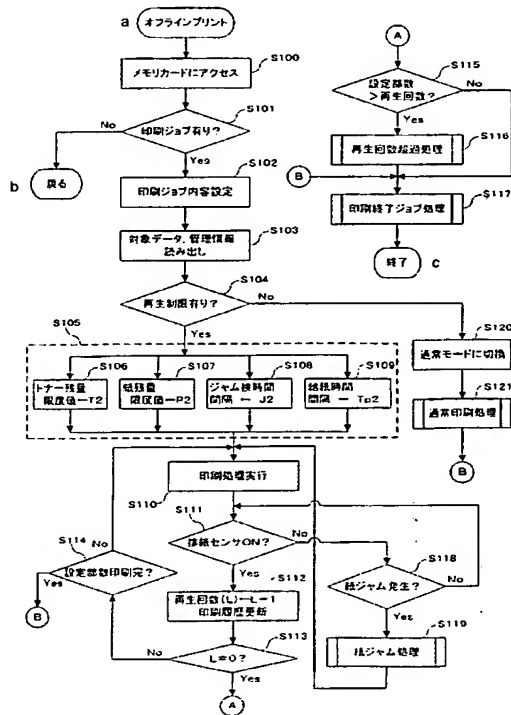 a
オフラインプリント
S100
メモリカードにアクセス
S101
印刷ジョブ有り?
No
Yes
b
戻る
S102
印刷ジョブ内容設定
S103
対象データ、管理情報
読み出し
S104
再生制限有り?
No
Yes
S105
S106
トナー残量
限度値←T2
S107
紙残量
限度値←P2
S108
ジャム検時間
間隔 ← J2
S109
給紙時間
間隔 ← Tp2
S110
印刷処理実行
S111
排紙センサON?
No
Yes
S112
再生回数(L)←L-1
印刷履歴更新
S113
L=0?
No
Yes
A
S114
設定部数印刷完?
No
Yes
B
S118
紙ジャム発生?
No
Yes
S119
紙ジャム処理
A
S115
設定部数
>再生回数?
No
Yes
S116
再生回数超過処理
B
S117
印刷終了ジョブ処理
終了
c
S120
通常モードに切換
S121
通常印刷処理
B